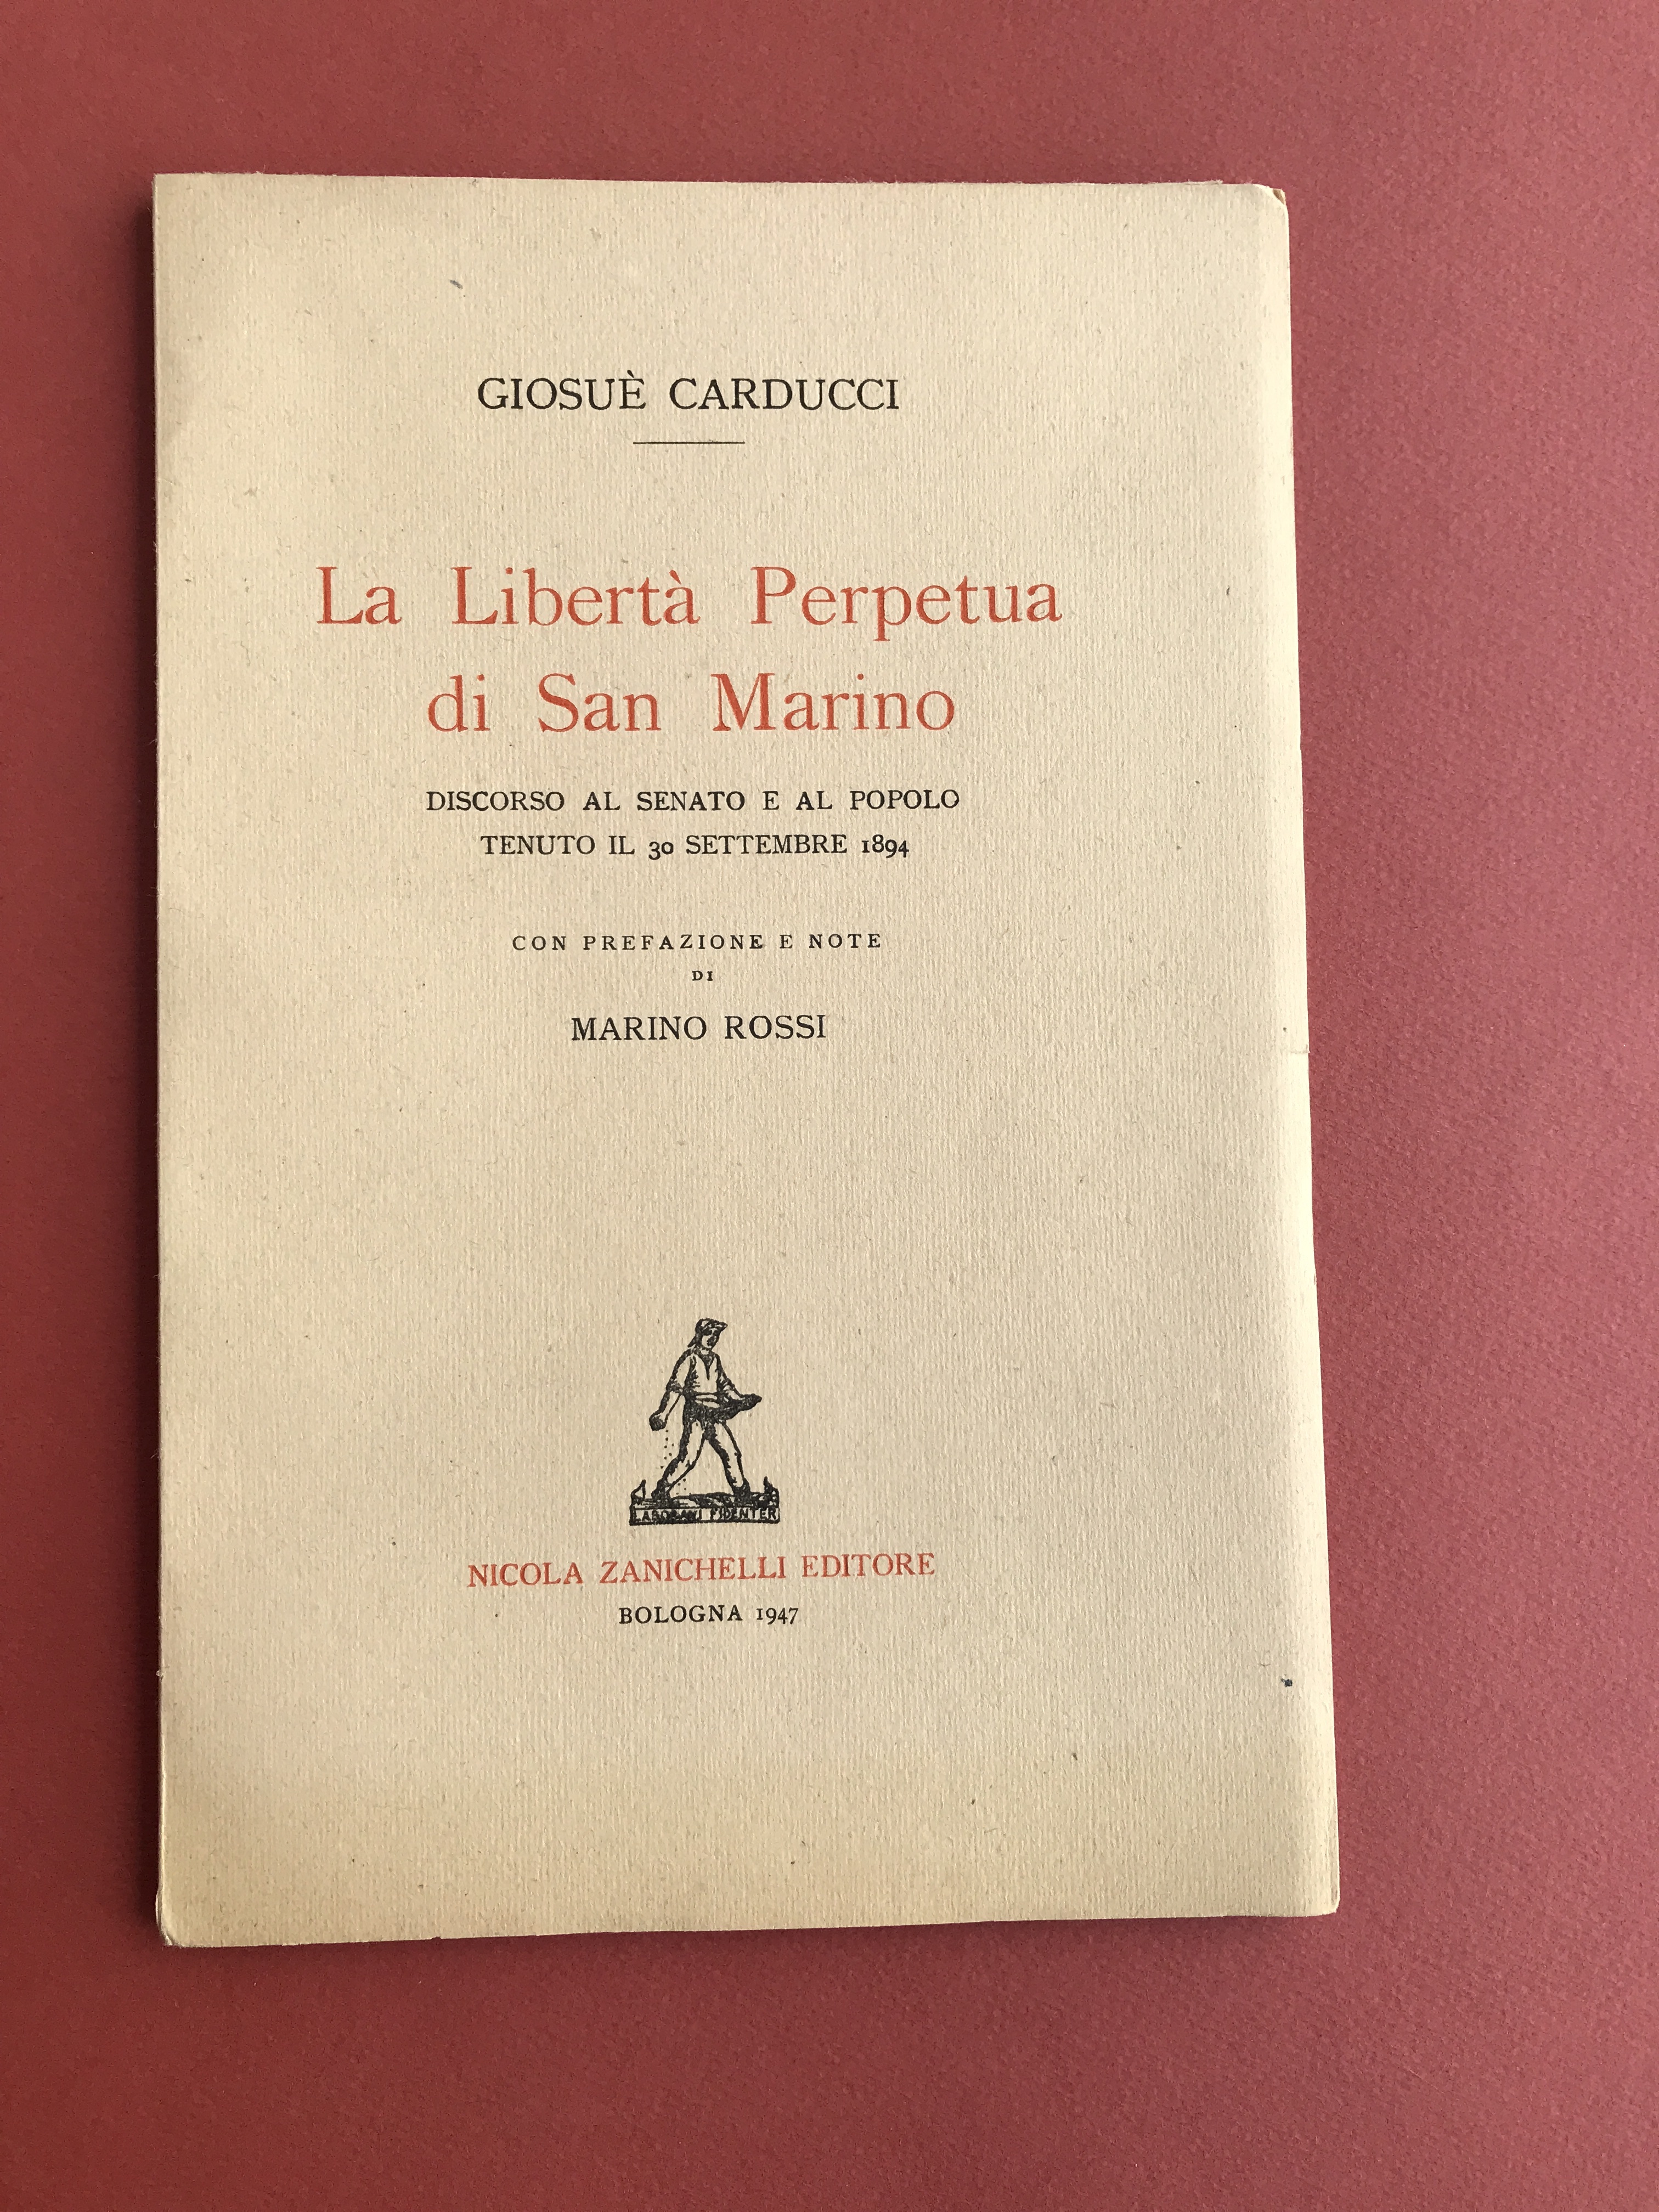 GIOSUÈ CARDUCCI
La Libertà Perpetua
di San Marino
DISCORSO AL SENATO E AL POPOLO
TENUTO IL 30 SETTEMBRE 1894
CON PREFAZIONE E NOTE
DI
MARINO ROSSI
LABORAVI FIDENTER
NICOLA ZANICHELLI EDITORE
BOLOGNA 1947